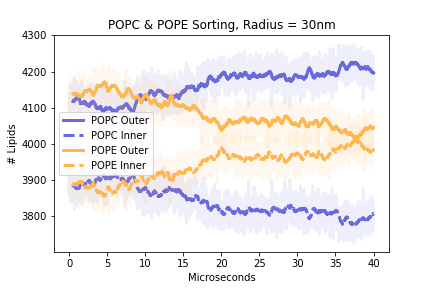 POPC & POPE Sorting, Radius = 30nm
4300
4200
4100
4000
3900
3800
# Lipids
POPC Outer
POPC Inner
POPE Outer
POPE Inner
0 5 10 15 20 25 30 35 40
Microseconds